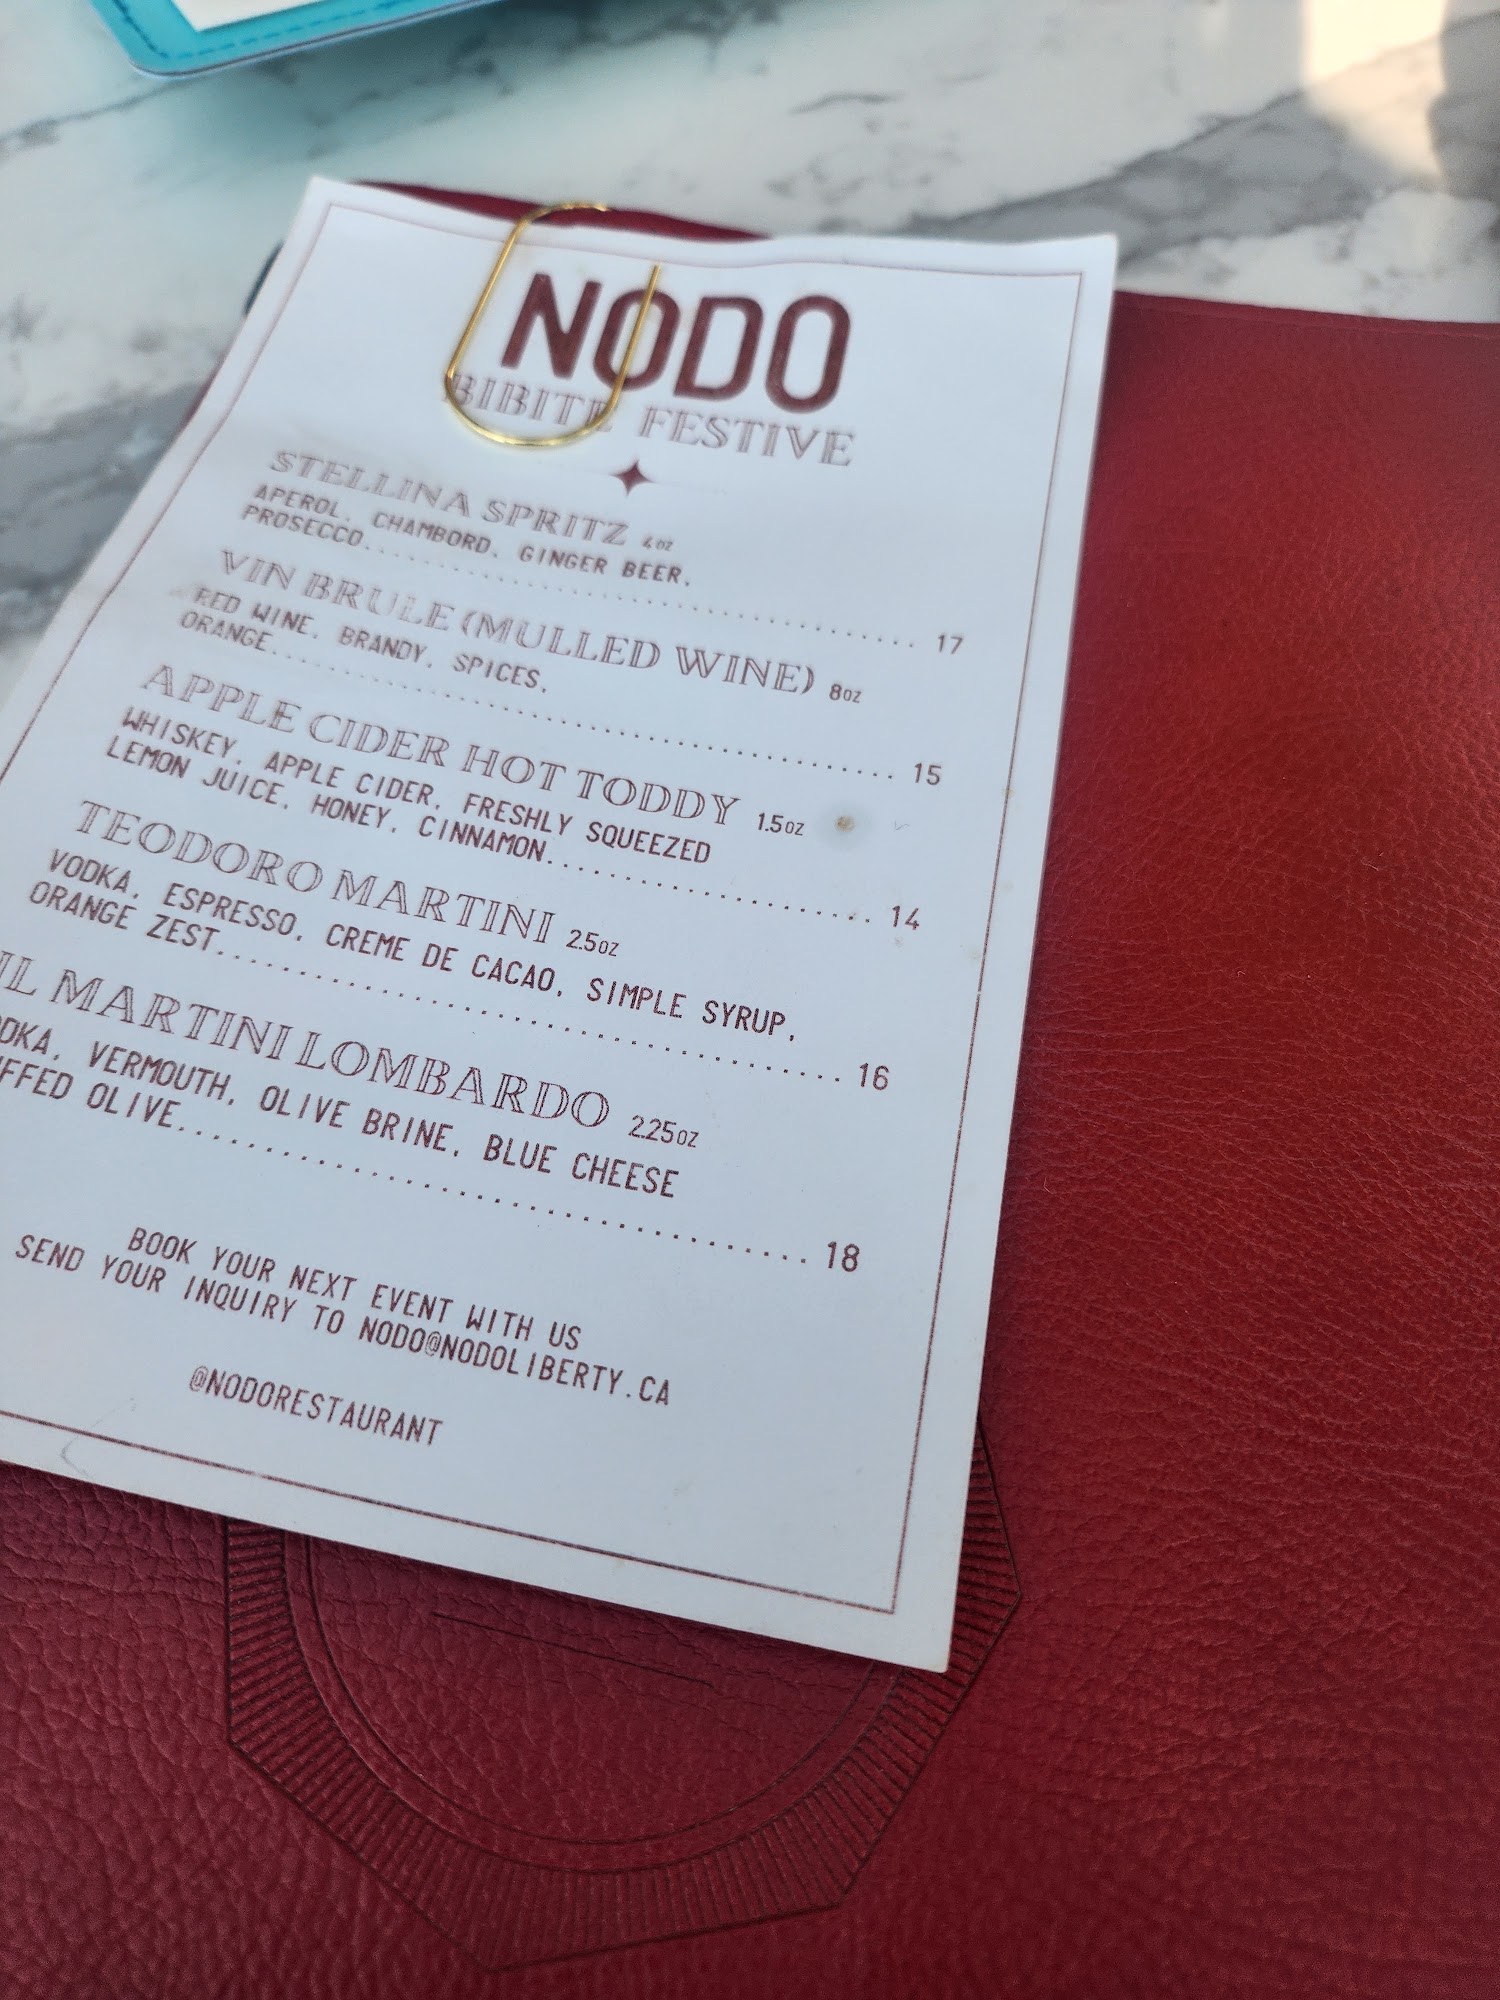 NODO
BIBITE FESTIVE
STELLINA SPRITZ 4oz
APEROL, CHAMBORD, GINGER BEER,
PROSECCO........................................ 17
VIN BRULE (MULLED WINE) 8oz
RED WINE, BRANDY, SPICES,
ORANGE............................................. 15
APPLE CIDER HOT TODDY 1.5oz
WHISKEY, APPLE CIDER, FRESHLY SQUEEZED
LEMON JUICE, HONEY, CINNAMON....................... 14
TEODORO MARTINI 2.5oz
VODKA, ESPRESSO, CREME DE CACAO, SIMPLE SYRUP,
ORANGE ZEST............................................ 16
IL MARTINI LOMBARDO 2.25oz
VERMOUTH, OLIVE BRINE, BLUE CHEESE
OLIVE............................................. 18
BOOK YOUR NEXT EVENT WITH US
SEND YOUR INQUIRY TO NODO@NODOLIBERTY.CA
@NODORESTAURANT